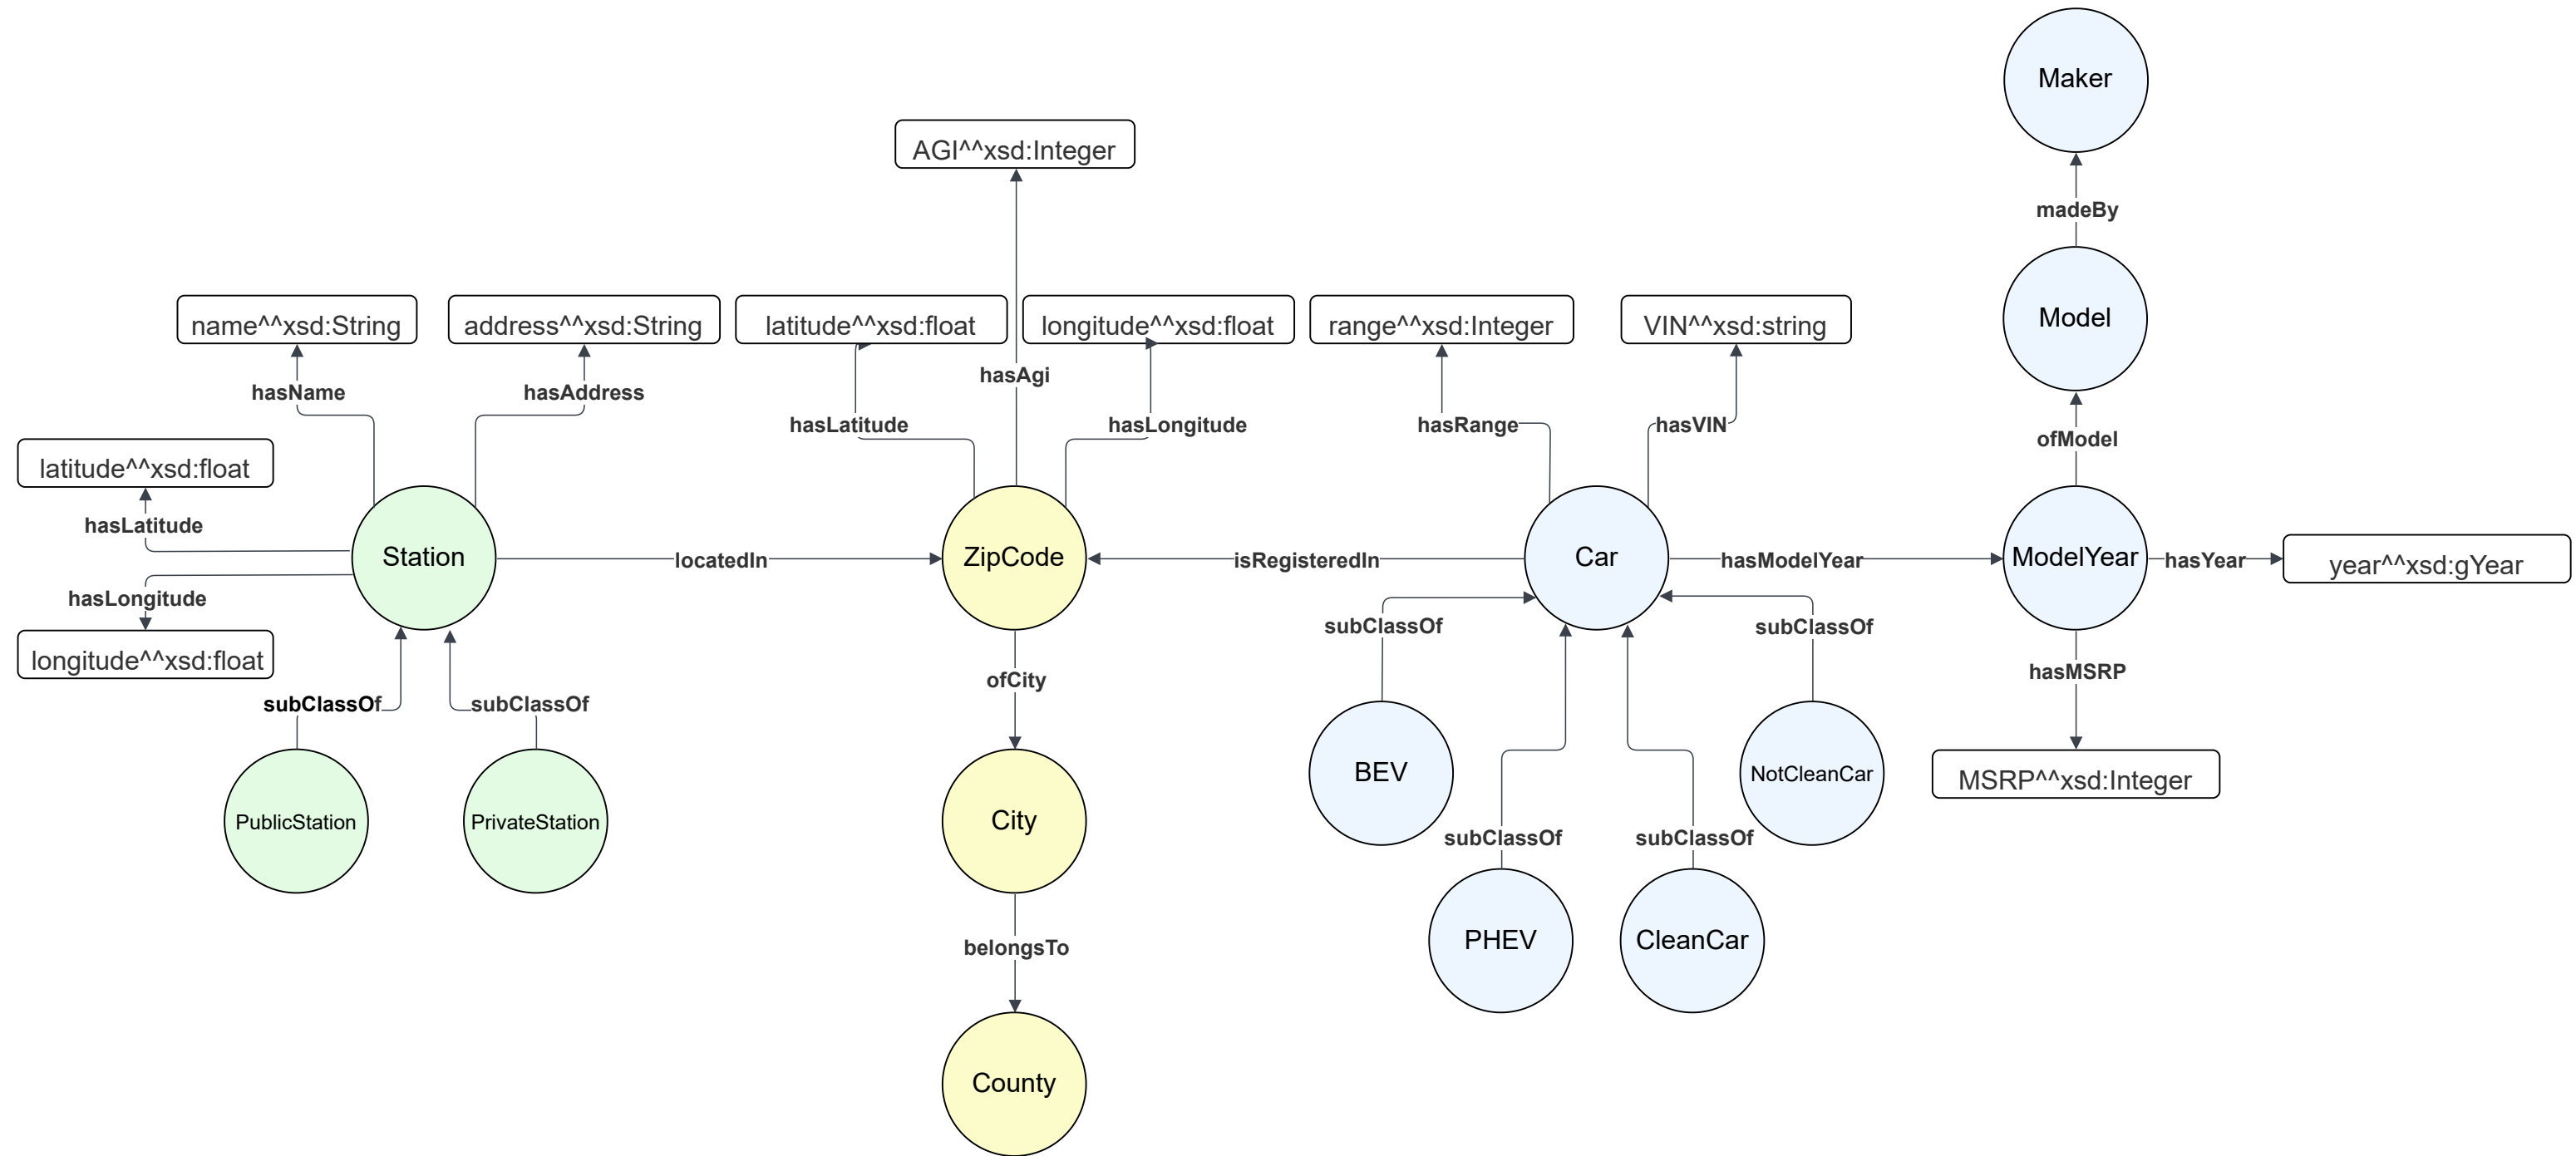 Maker
AGI^^xsd:Integer
madeBy
name^^xsd:String
address^^xsd:String
latitude^^xsd:float
longitude^^xsd:float
range^^xsd:Integer
VIN^^xsd:string
Model
hasName
hasAddress
hasAgi
hasLatitude
hasLongitude
hasRange
hasVIN
ofModel
latitude^^xsd:float
hasLatitude
Station
locatedIn
ZipCode
isRegisteredIn
Car
hasModelYear
ModelYear
hasYear
year^^xsd:gYear
hasLongitude
longitude^^xsd:float
subClassOf
subClassOf
ofCity
subClassOf
subClassOf
hasMSRP
PublicStation
PrivateStation
City
BEV
NotCleanCar
MSRP^^xsd:Integer
subClassOf
subClassOf
belongsTo
PHEV
CleanCar
County